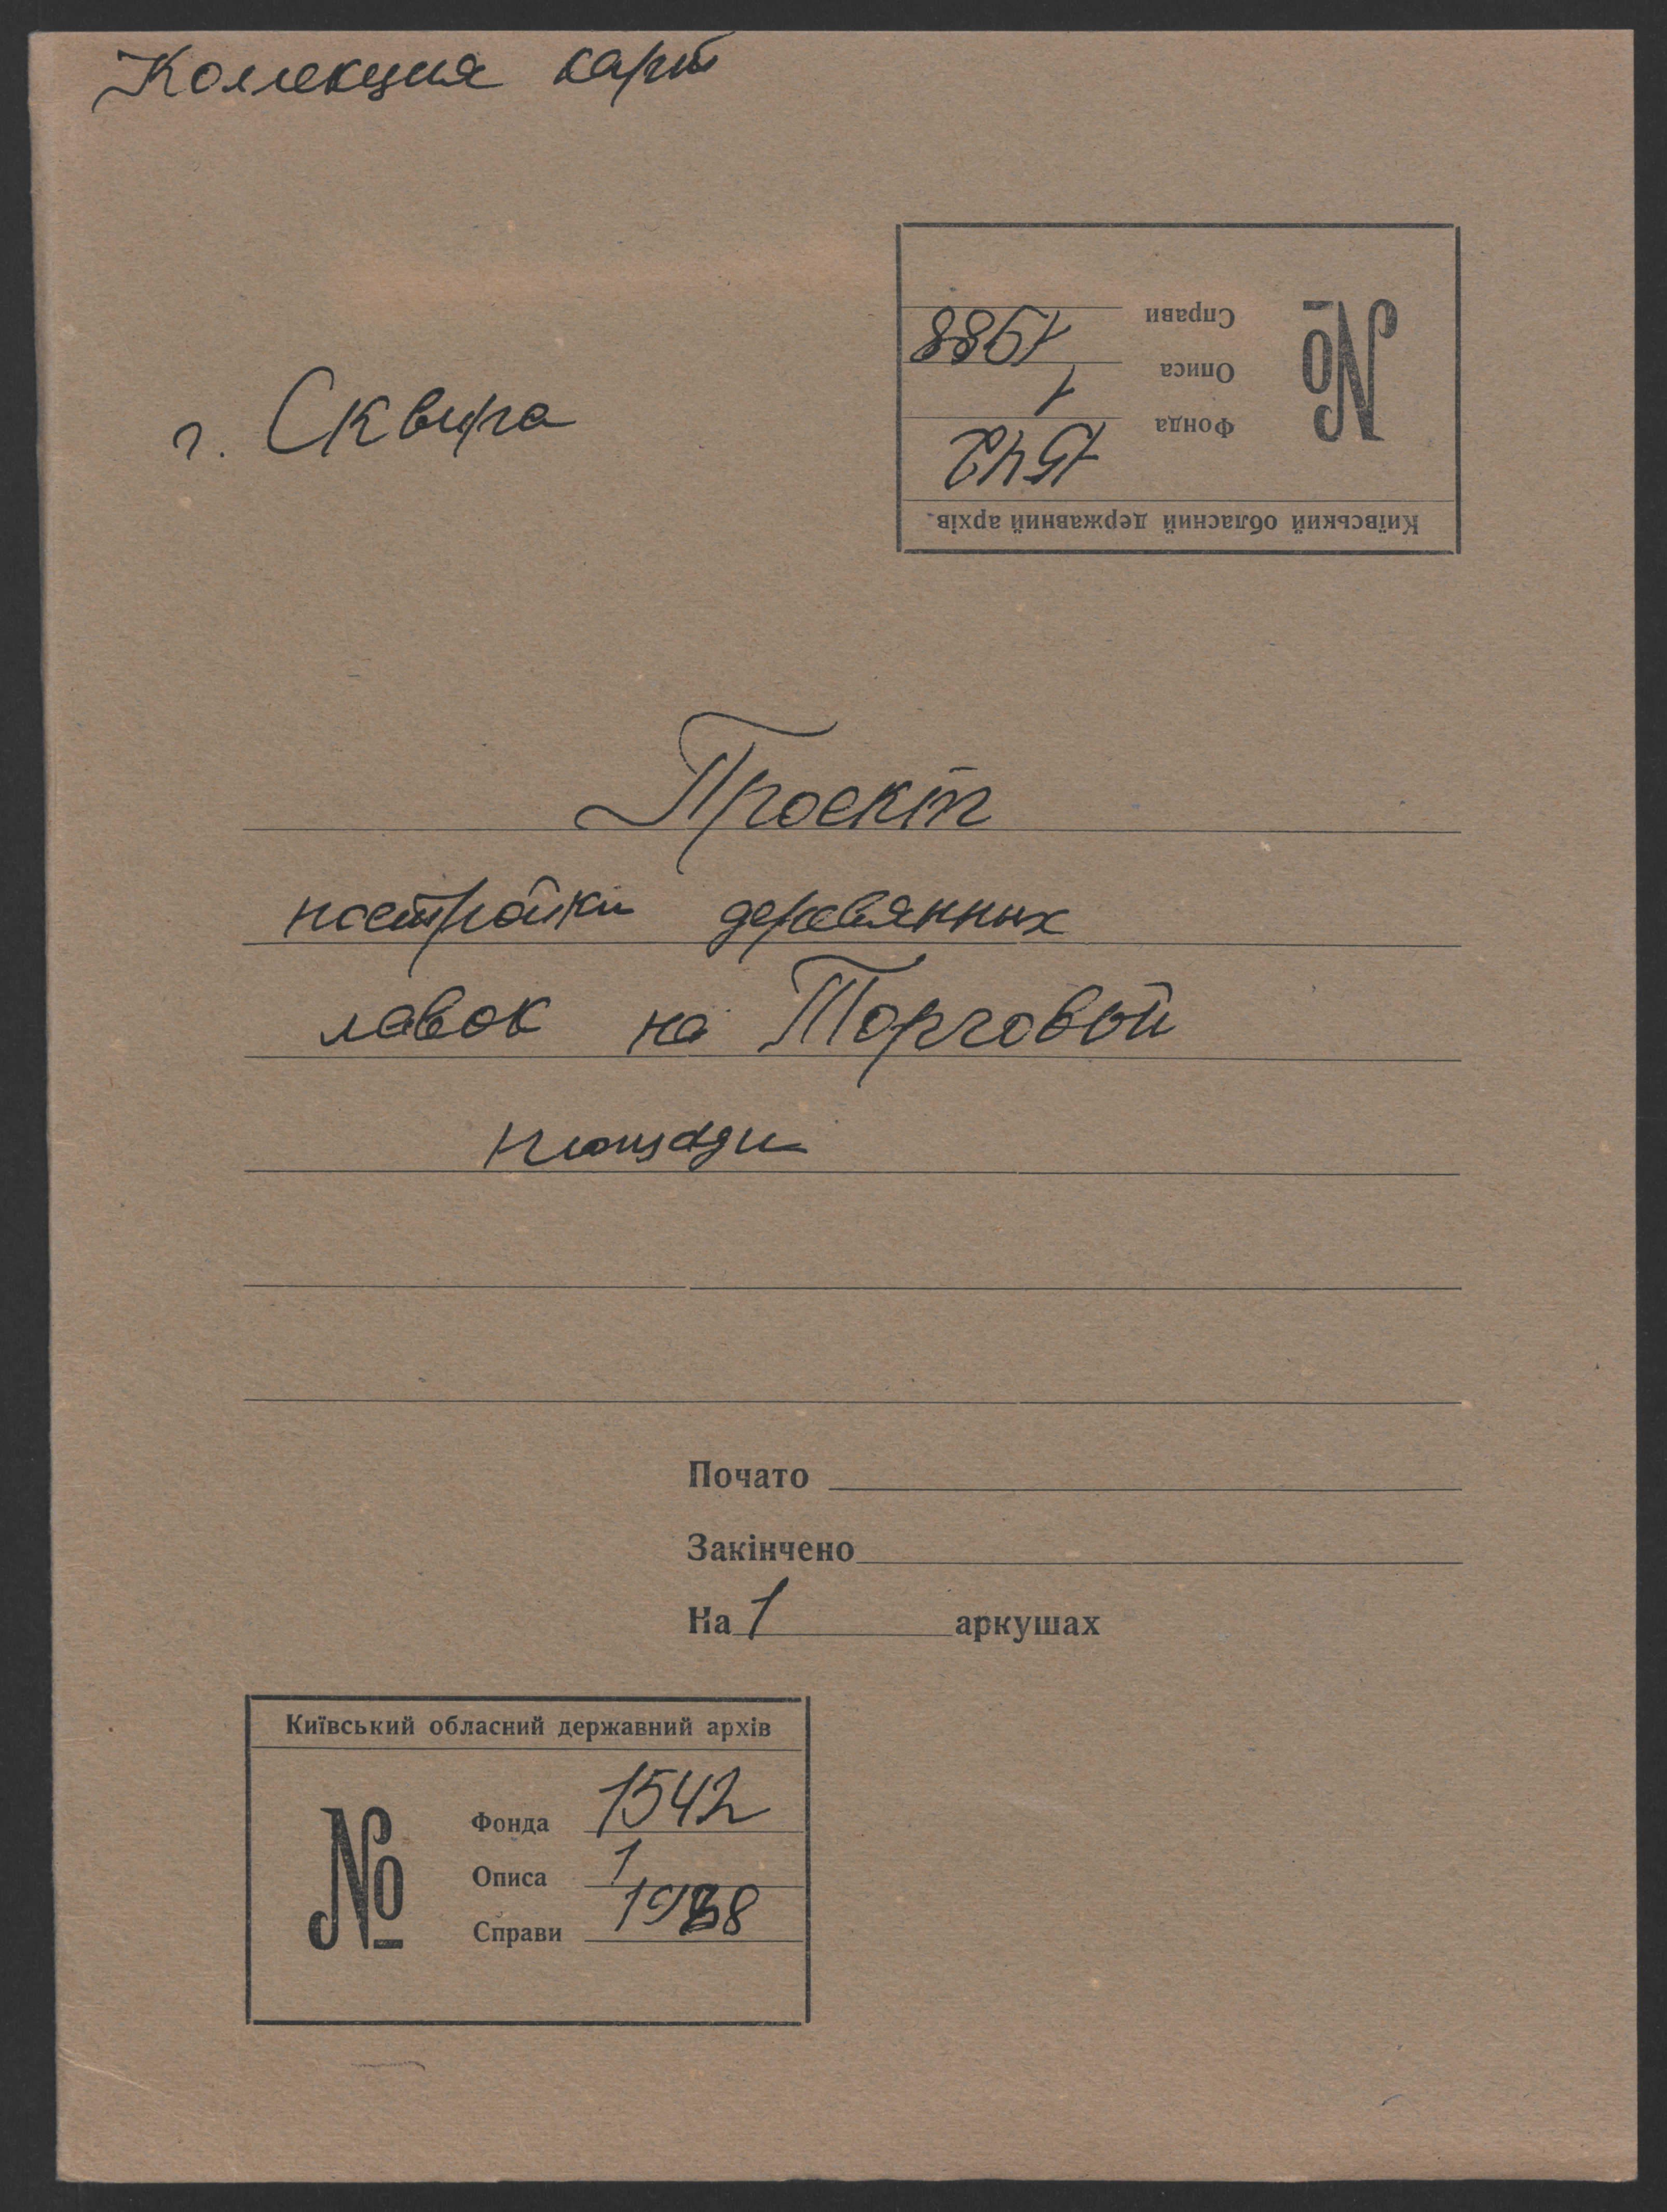 Коллекция карт
г. Сквира
Київський обласний державний архів
№
Фонда 1542
Описа 1
Справи 1988
Проект
постройки деревянных
лавок на Торговой
площади
Почато
Закінчено
На 1 аркушах
Київський обласний державний архів
№
Фонда 1542
Описа 1
Справи 1988